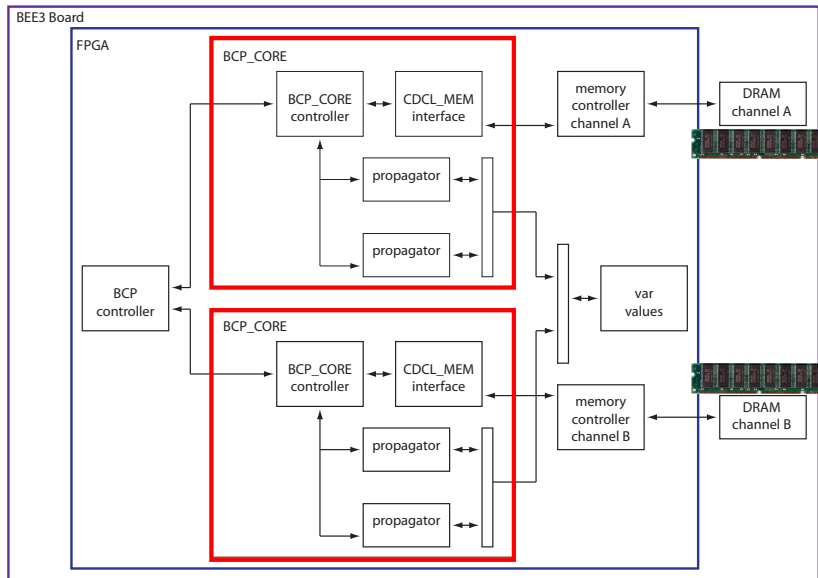 BEE3 Board
FPGA
BCP_CORE
BCP_CORE
controller
CDCL_MEM
interface
memory
controller
channel A
DRAM
channel A
propagator
propagator
BCP
controller
var
values
BCP_CORE
BCP_CORE
controller
CDCL_MEM
interface
memory
controller
channel B
DRAM
channel B
propagator
propagator